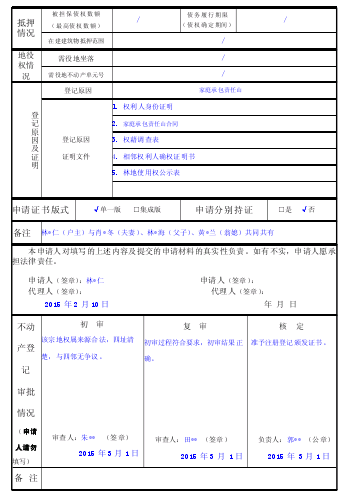 抵押情况
被担保债权数额（最高债权数额） / 债务履行期限（债权确定期间） /
在建建筑物抵押范围 /
地役权情况
需役地坐落 /
需役地不动产单元号 /
登记原因及证明
登记原因 家庭承包责任山
登记原因证明文件
1. 权利人身份证明
2. 家庭承包责任山合同
3. 权籍调查表
4. 相邻权利人确权证明书
5. 林地使用权公示表
申请证书版式 √单一版 □集成版 申请分别持证 □是 √否
备注 林*仁（户主）与肖*冬（夫妻）、林*海（父子）、黄*兰（翁媳）共同共有
本申请人对填写的上述内容及提交的申请材料的真实性负责。如有不实，申请人愿承
担法律责任。
申请人（签章）：林*仁 申请人（签章）：
代理人（签章）： 代理人（签章）：
2015 年 2 月 10 日 年 月 日
不动产登记审批情况（申请人请勿填写）
初 审
该宗地权属来源合法，四址清
楚，与四邻无争议。
审查人：朱** （签章）
2015 年 3 月 1 日
复 审
初审过程符合要求，初审结果正
确。
审查人：田** （签章）
2015 年 3 月 1 日
核 定
准予注册登记颁发证书。
负责人：郭** （公章）
2015 年 3 月 1 日
备 注